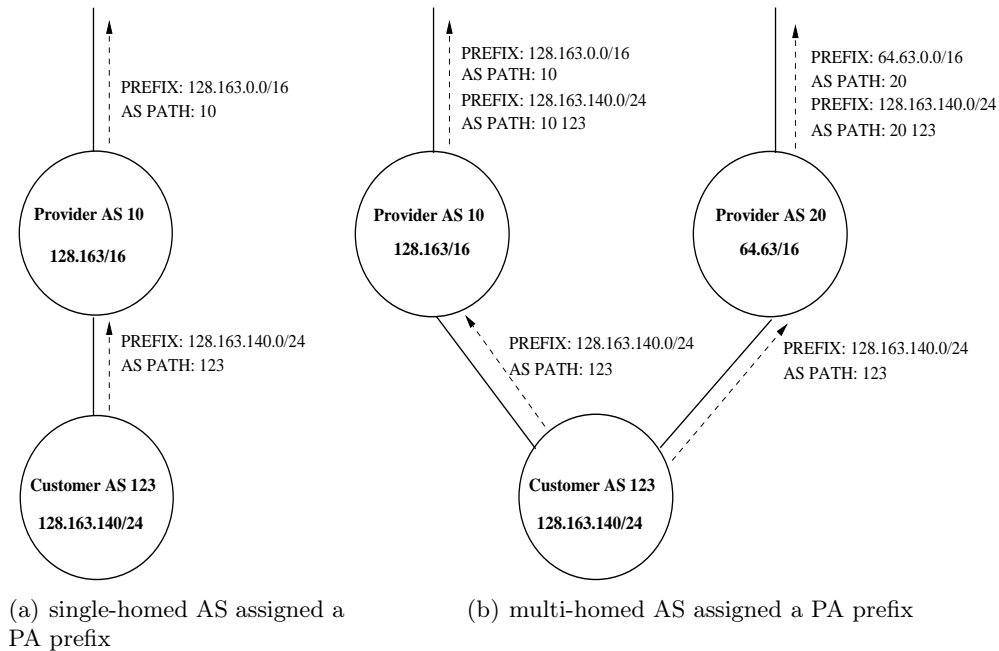 PREFIX: 128.163.0.0/16
AS PATH: 10
Provider AS 10
128.163/16
PREFIX: 128.163.140.0/24
AS PATH: 123
Customer AS 123
128.163.140/24
(a) single-homed AS assigned a
PA prefix
PREFIX: 128.163.0.0/16
AS PATH: 10
PREFIX: 128.163.140.0/24
AS PATH: 10 123
PREFIX: 64.63.0.0/16
AS PATH: 20
PREFIX: 128.163.140.0/24
AS PATH: 20 123
Provider AS 10
128.163/16
Provider AS 20
64.63/16
PREFIX: 128.163.140.0/24
AS PATH: 123
PREFIX: 128.163.140.0/24
AS PATH: 123
Customer AS 123
128.163.140/24
(b) multi-homed AS assigned a PA prefix